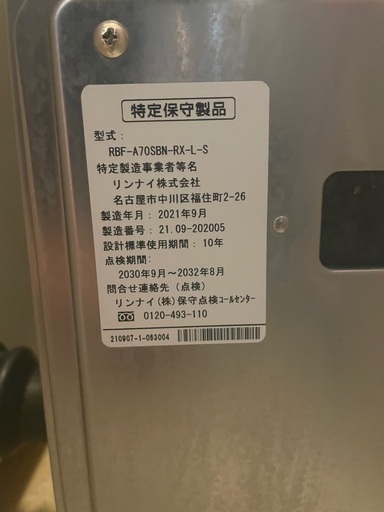 特定保守製品
型式：
RBF-A70SBN-RX-L-S
特定製造事業者等名
リンナイ株式会社
名古屋市中川区福住町2-26
製造年月：2021年9月
製造番号：21.09-202005
設計標準使用期間：10年
点検期間：
2030年9月～2032年8月
問合せ連絡先（点検）
リンナイ(株)保守点検ｺｰﾙｾﾝﾀｰ
0120-493-110
210907-1-063004